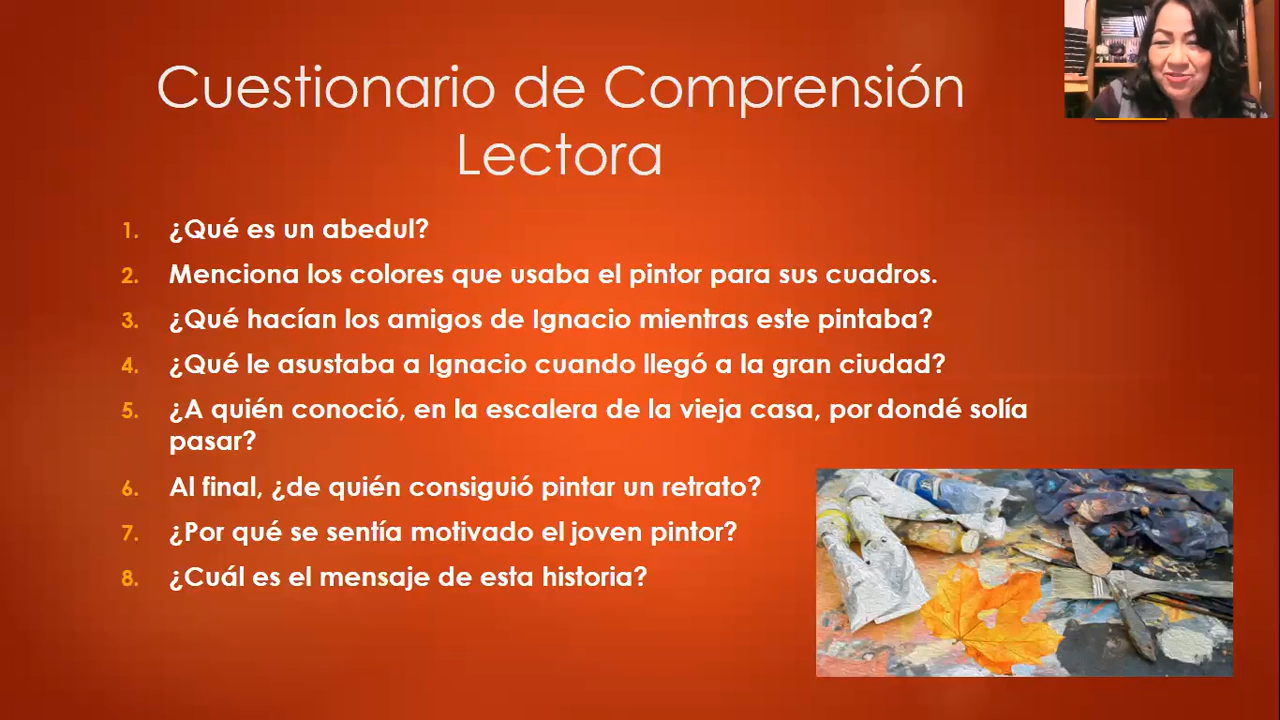 Cuestionario de Comprensión
Lectora
1. ¿Qué es un abedul?
2. Menciona los colores que usaba el pintor para sus cuadros.
3. ¿Qué hacían los amigos de Ignacio mientras este pintaba?
4. ¿Qué le asustaba a Ignacio cuando llegó a la gran ciudad?
5. ¿A quién conoció, en la escalera de la vieja casa, por dondé solía
pasar?
6. Al final, ¿de quién consiguió pintar un retrato?
7. ¿Por qué se sentía motivado el joven pintor?
8. ¿Cuál es el mensaje de esta historia?